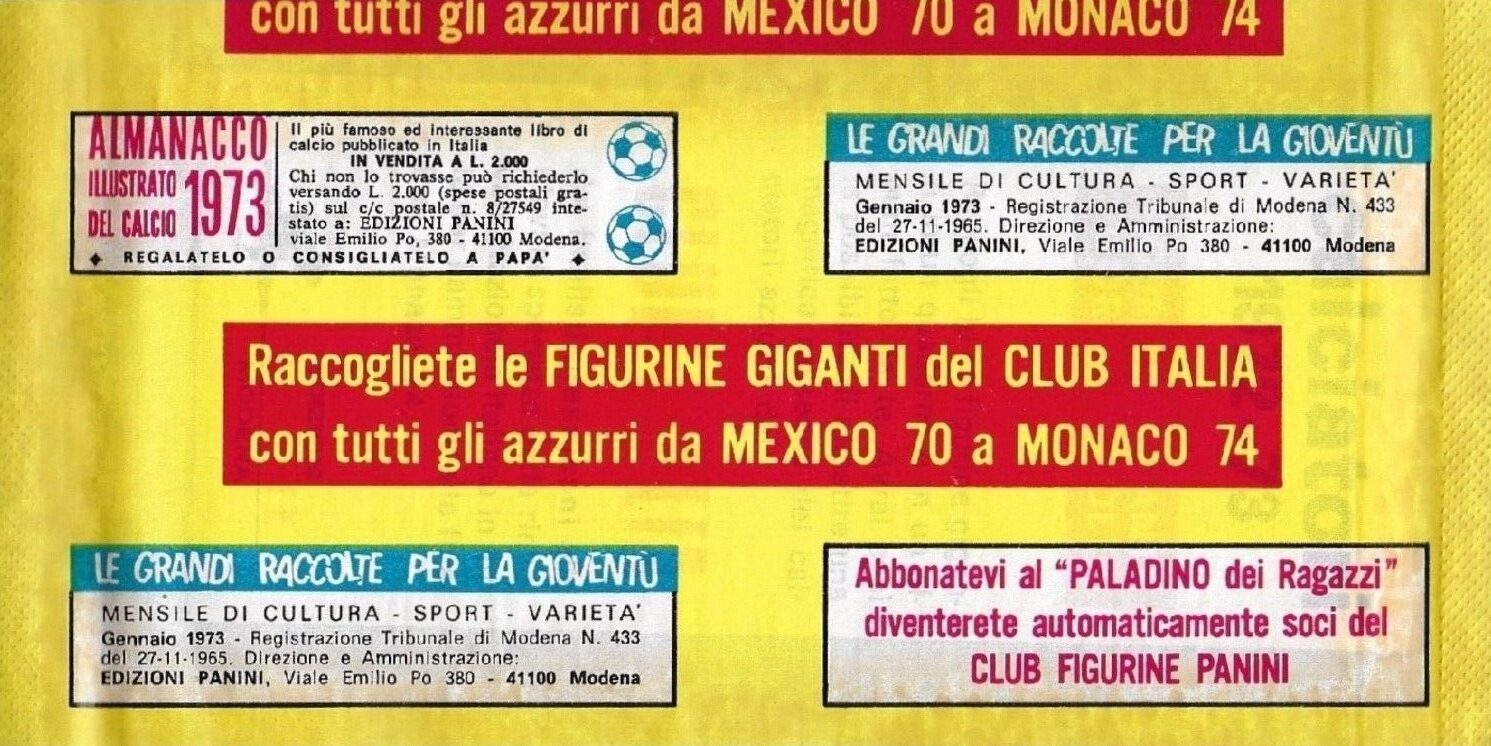 con tutti gli azzurri da MEXICO 70 a MONACO 74
ALMANACCO
ILLUSTRATO
DEL CALCIO 1973
Il più famoso ed interessante libro di
calcio pubblicato in Italia
IN VENDITA A L. 2.000
Chi non lo trovasse può richiederlo
versando L. 2.000 (spese postali gra-
tis) sul c/c postale n. 8/27549 inte-
stato a: EDIZIONI PANINI
viale Emilio Po, 380 - 41100 Modena.
◆ REGALATELO O CONSIGLIATELO A PAPA' ◆
LE GRANDI RACCOLTE PER LA GIOVENTÙ
MENSILE DI CULTURA - SPORT - VARIETA'
Gennaio 1973 - Registrazione Tribunale di Modena N. 433
del 27-11-1965. Direzione e Amministrazione:
EDIZIONI PANINI, Viale Emilio Po 380 - 41100 Modena
Raccogliete le FIGURINE GIGANTI del CLUB ITALIA
con tutti gli azzurri da MEXICO 70 a MONACO 74
LE GRANDI RACCOLTE PER LA GIOVENTÙ
MENSILE DI CULTURA - SPORT - VARIETA'
Gennaio 1973 - Registrazione Tribunale di Modena N. 433
del 27-11-1965. Direzione e Amministrazione:
EDIZIONI PANINI, Viale Emilio Po 380 - 41100 Modena
Abbonatevi al "PALADINO dei Ragazzi"
diventerete automaticamente soci del
CLUB FIGURINE PANINI